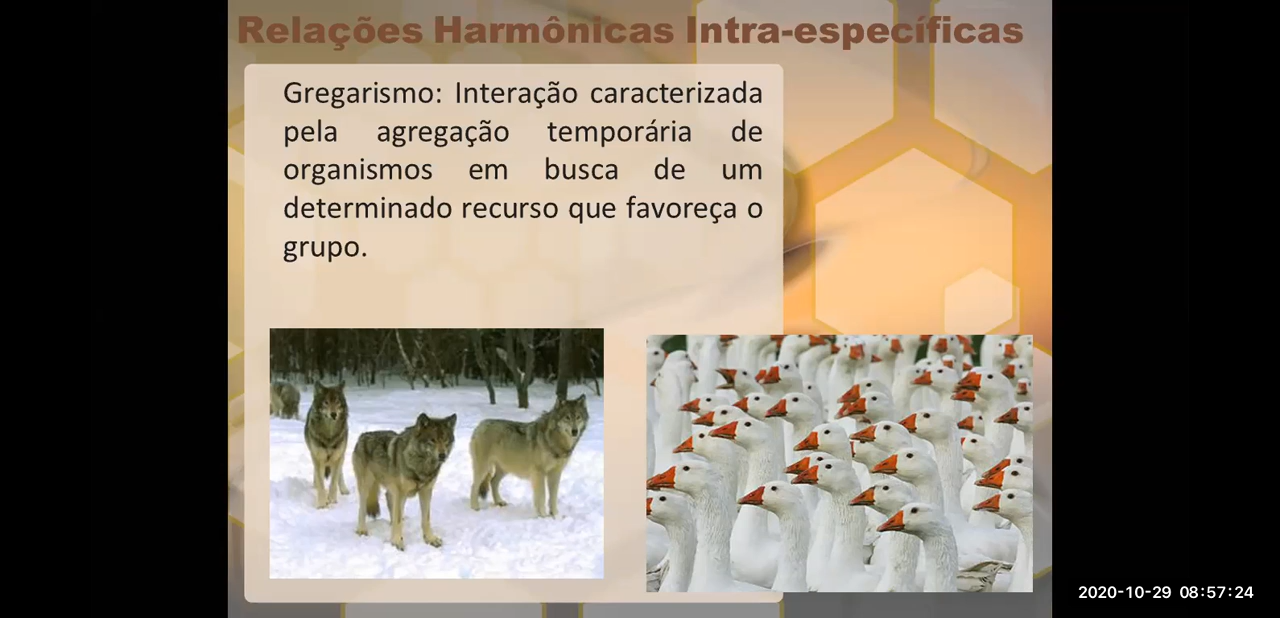 Relações Harmônicas Intra-específicas
Gregarismo: Interação caracterizada
pela agregação temporária de
organismos em busca de um
determinado recurso que favoreça o
grupo.
2020-10-29 08:57:24